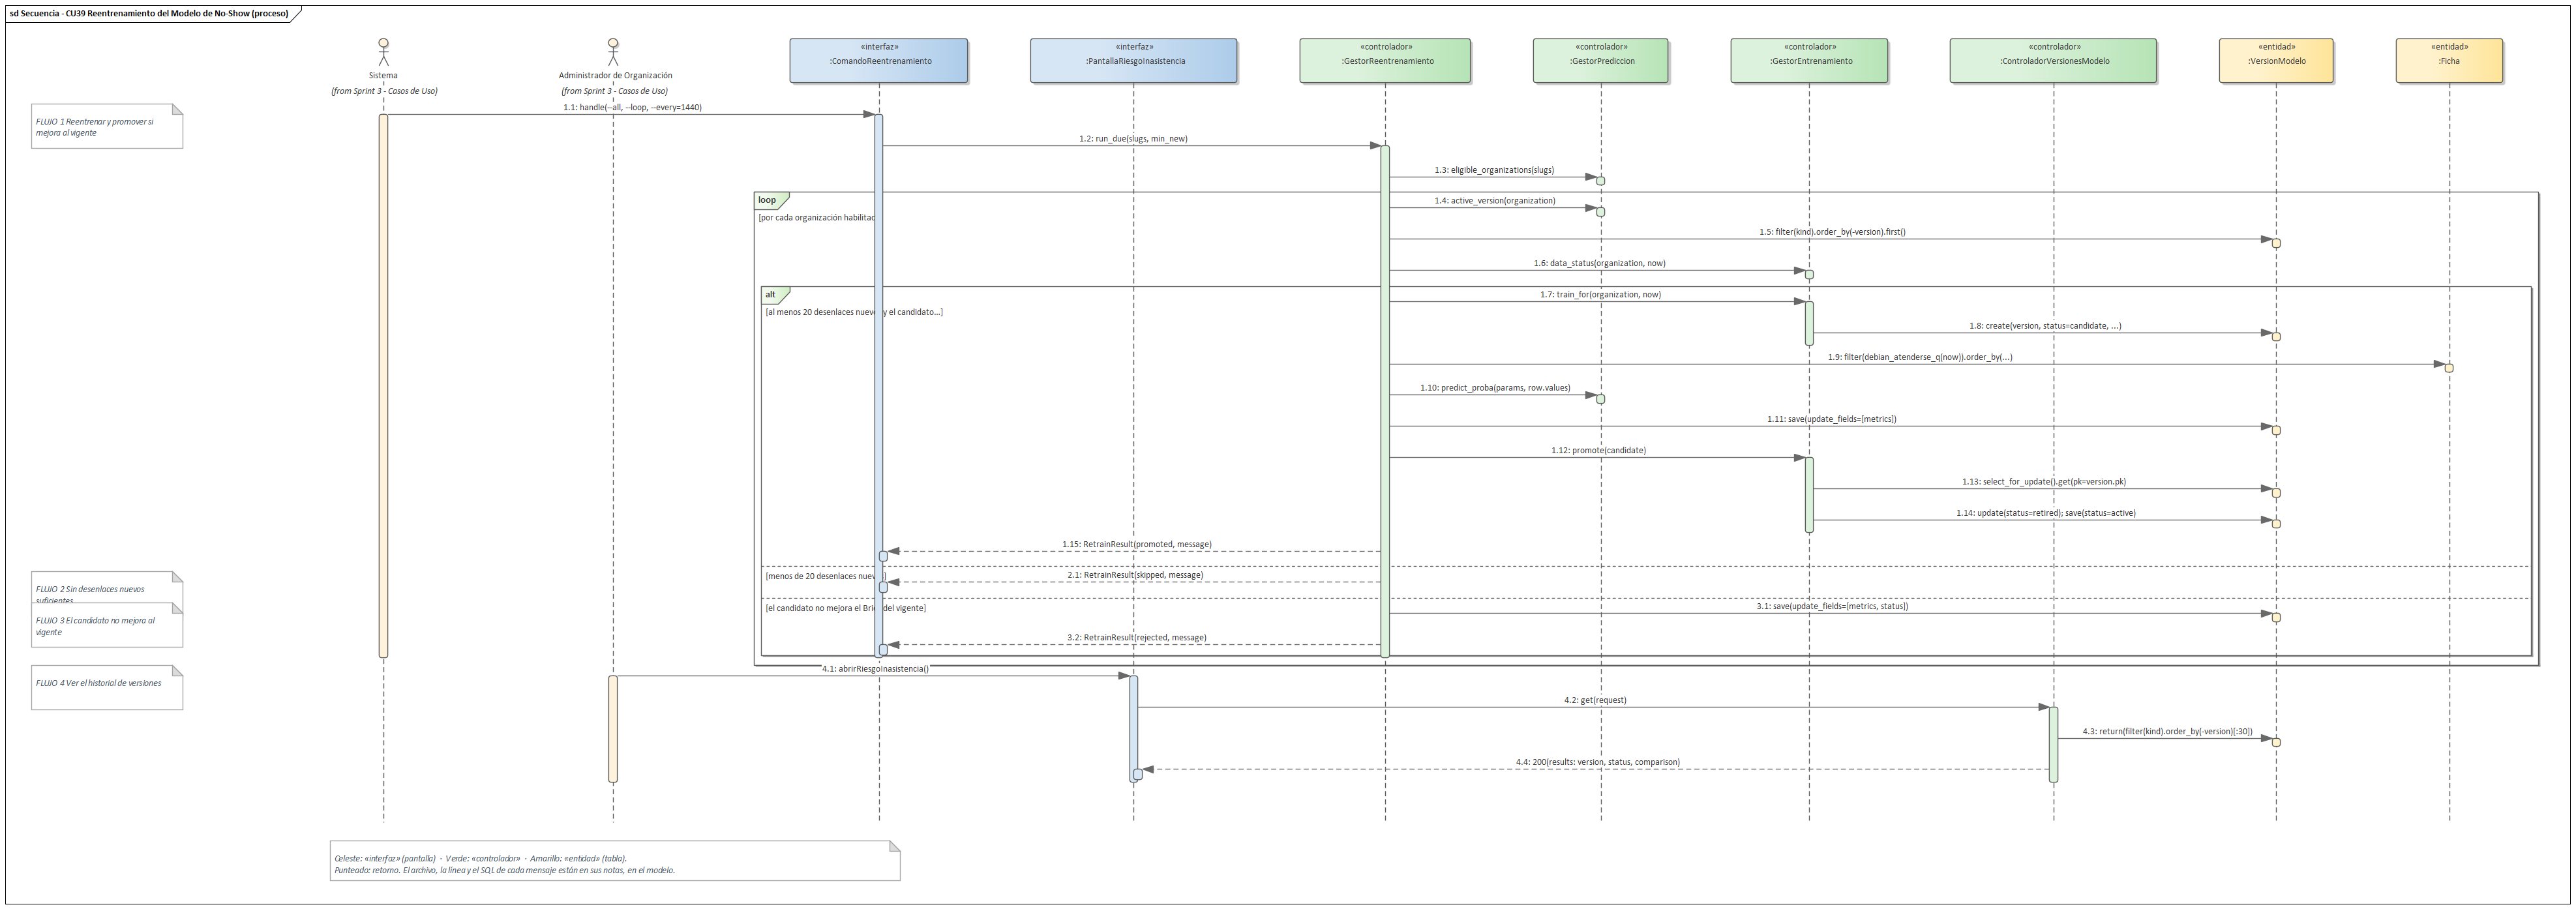 sd Secuencia - CU39 Reentrenamiento del Modelo de No-Show (proceso)
Sistema
(from Sprint 3 - Casos de Uso)
Administrador de Organización
(from Sprint 3 - Casos de Uso)
«interfaz»
:ComandoReentrenamiento
«interfaz»
:PantallaRiesgoInasistencia
«controlador»
:GestorReentrenamiento
«controlador»
:GestorPrediccion
«controlador»
:GestorEntrenamiento
«controlador»
:ControladorVersionesModelo
«entidad»
:VersionModelo
«entidad»
:Ficha
FLUJO 1 Reentrenar y promover si
mejora al vigente
1.1: handle(--all, --loop, --every=1440)
1.2: run_due(slugs, min_new)
1.3: eligible_organizations(slugs)
loop
[por cada organización habilitad
1.4: active_version(organization)
1.5: filter(kind).order_by(-version).first()
1.6: data_status(organization, now)
alt
[al menos 20 desenlaces nuev y el candidato...]
1.7: train_for(organization, now)
1.8: create(version, status=candidate, ...)
1.9: filter(debian_atenderse_q(now)).order_by(...)
1.10: predict_proba(params, row.values)
1.11: save(update_fields=[metrics])
1.12: promote(candidate)
1.13: select_for_update().get(pk=version.pk)
1.14: update(status=retired); save(status=active)
1.15: RetrainResult(promoted, message)
FLUJO 2 Sin desenlaces nuevos
suficientes
[menos de 20 desenlaces nuev ]
2.1: RetrainResult(skipped, message)
FLUJO 3 El candidato no mejora al
vigente
[el candidato no mejora el Bri del vigente]
3.1: save(update_fields=[metrics, status])
3.2: RetrainResult(rejected, message)
FLUJO 4 Ver el historial de versiones
4.1: abrirRiesgoInasistencia()
4.2: get(request)
4.3: return(filter(kind).order_by(-version)[:30])
4.4: 200(results: version, status, comparison)
Celeste: «interfaz» (pantalla) - Verde: «controlador» - Amarillo: «entidad» (tabla).
Punteado: retorno. El archivo, la línea y el SQL de cada mensaje están en sus notas, en el modelo.